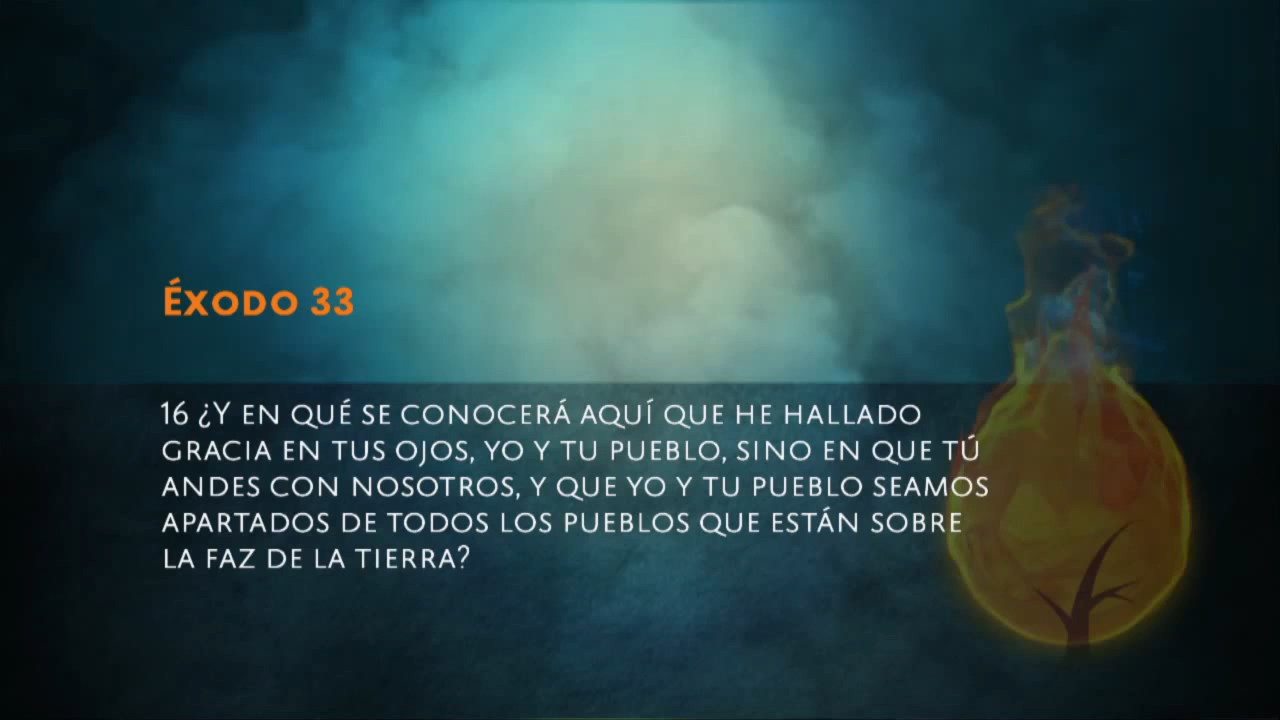 Éxodo 33
16 ¿Y en qué se conocerá aquí que he hallado
gracia en tus ojos, yo y tu pueblo, sino en que tú
andes con nosotros, y que yo y tu pueblo seamos
apartados de todos los pueblos que están sobre
la faz de la tierra?